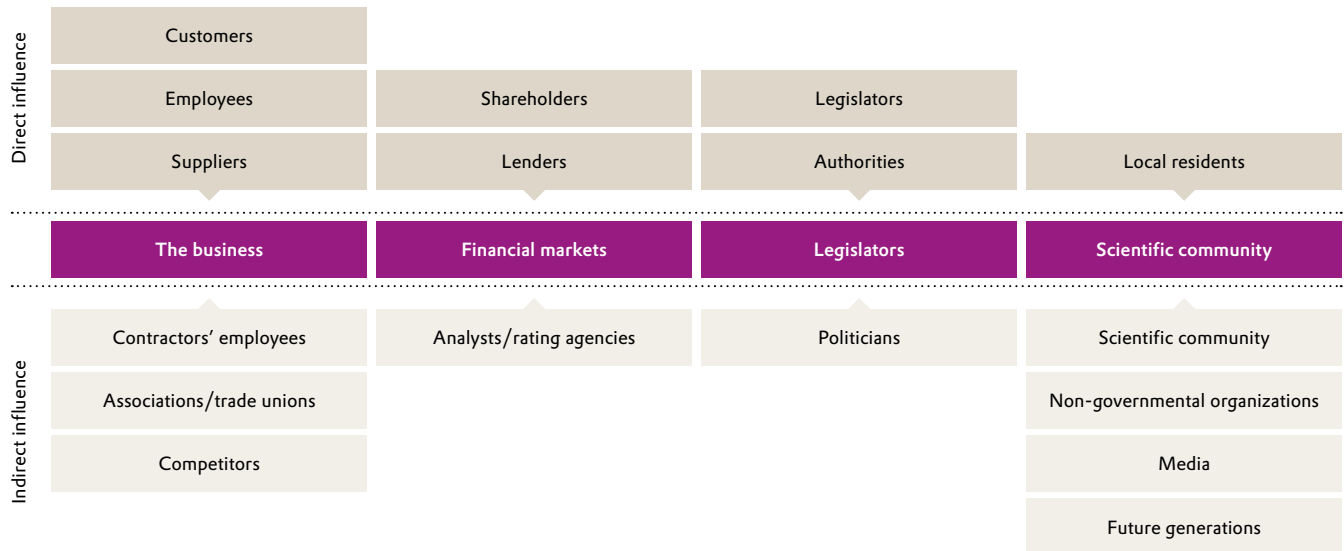 Direct influence
Customers
Employees
Shareholders
Legislators
Suppliers
Lenders
Authorities
Local residents
The business
Financial markets
Legislators
Scientific community
Indirect influence
Contractors’ employees
Analysts/rating agencies
Politicians
Scientific community
Associations/trade unions
Non-governmental organizations
Competitors
Media
Future generations